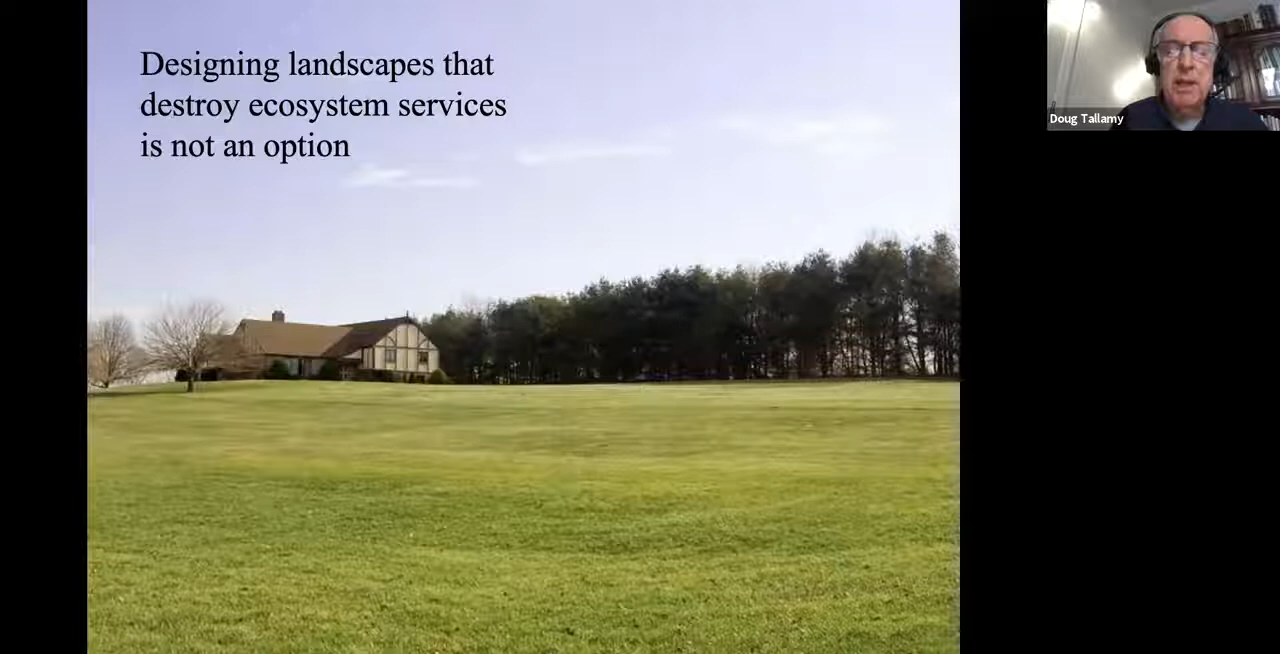 Designing landscapes that
destroy ecosystem services
is not an option
Doug Tallamy